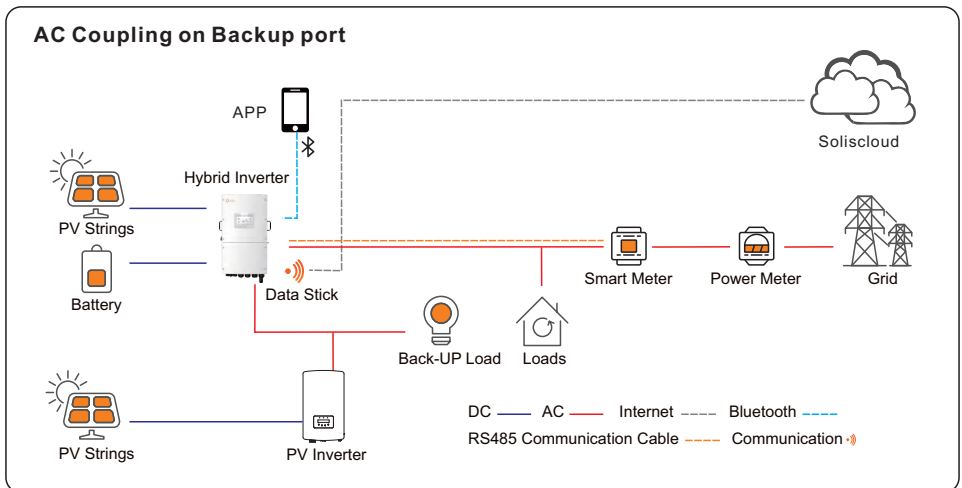 AC Coupling on Backup port
APP
Soliscloud
Hybrid Inverter
PV Strings
Smart Meter
Power Meter
Grid
Data Stick
Battery
Back-UP Load
Loads
DC AC Internet Bluetooth
RS485 Communication Cable Communication
PV Strings
PV Inverter